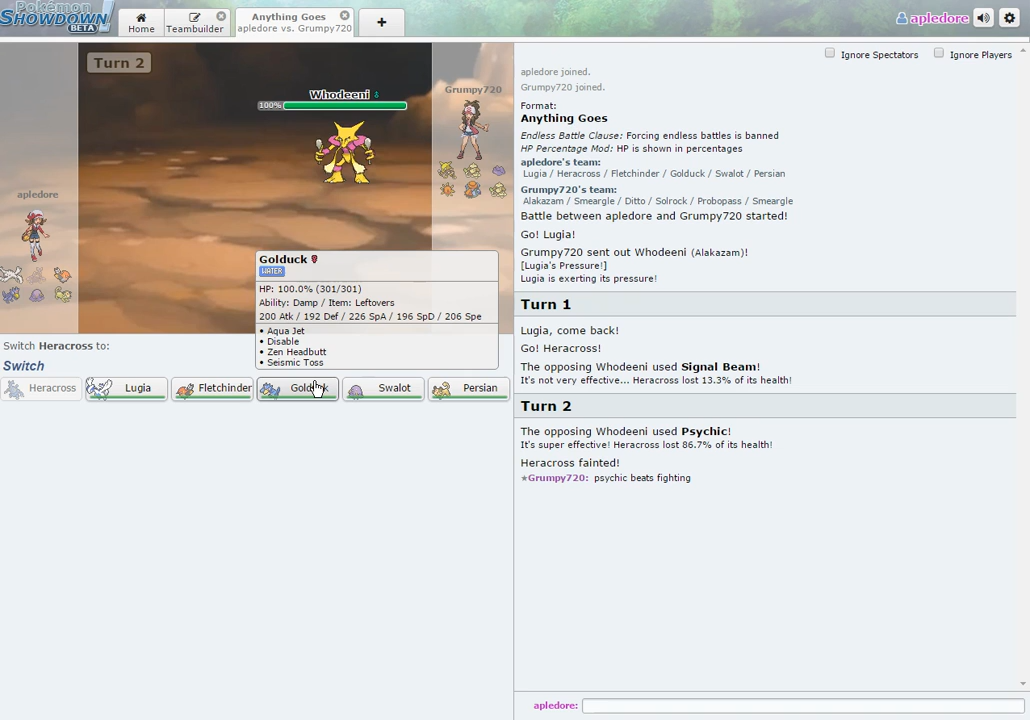 Pokémon
SHOWDOWN
BETA
Home
Teambuilder
Anything Goes
apledore vs. Grumpy720
+
apledore
Turn 2
Whodeeni
100%
Grumpy720
apledore
Golduck
WATER
HP: 100.0% (301/301)
Ability: Damp / Item: Leftovers
200 Atk / 192 Def / 226 SpA / 196 SpD / 206 Spe
• Aqua Jet
• Disable
• Zen Headbutt
• Seismic Toss
Switch Heracross to:
Switch
Heracross
Lugia
Fletchinder
Golduck
Swalot
Persian
Ignore Spectators
Ignore Players
apledore joined.
Grumpy720 joined.
Format:
Anything Goes
Endless Battle Clause: Forcing endless battles is banned
HP Percentage Mod: HP is shown in percentages
apledore's team:
Lugia / Heracross / Fletchinder / Golduck / Swalot / Persian
Grumpy720's team:
Alakazam / Smeargle / Ditto / Solrock / Probopass / Smeargle
Battle between apledore and Grumpy720 started!
Go! Lugia!
Grumpy720 sent out Whodeeni (Alakazam)!
[Lugia's Pressure!]
Lugia is exerting its pressure!
Turn 1
Lugia, come back!
Go! Heracross!
The opposing Whodeeni used Signal Beam!
It's not very effective... Heracross lost 13.3% of its health!
Turn 2
The opposing Whodeeni used Psychic!
It's super effective! Heracross lost 86.7% of its health!
Heracross fainted!
★Grumpy720: psychic beats fighting
apledore: